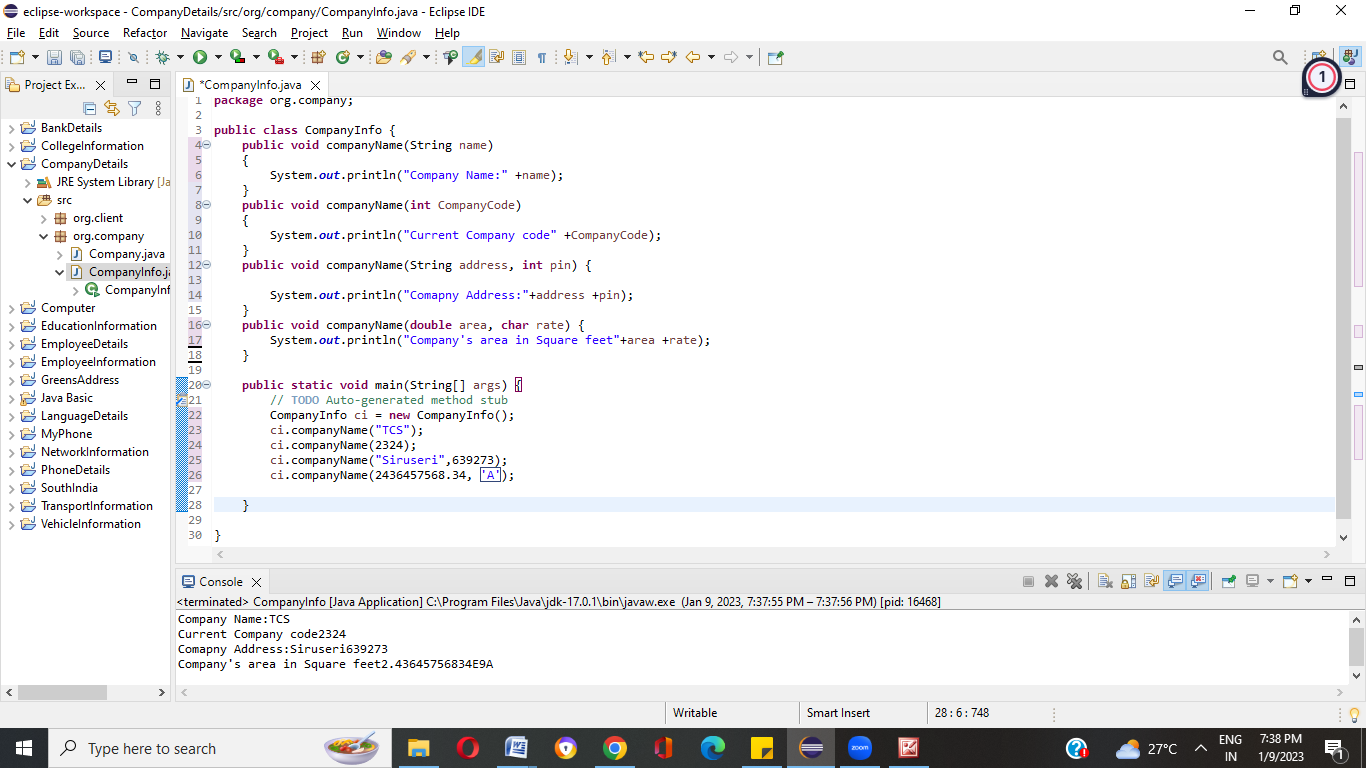 eclipse-workspace - CompanyDetails/src/org/company/CompanyInfo.java - Eclipse IDE
File Edit Source Refactor Navigate Search Project Run Window Help
1
Project Ex...
*CompanyInfo.java
BankDetails
CollegeInformation
CompanyDetails
JRE System Library [Ja
src
org.client
org.company
Company.java
CompanyInfo.ja
CompanyInf
Computer
EducationInformation
EmployeeDetails
EmployeeInformation
GreensAddress
Java Basic
LanguageDetails
MyPhone
NetworkInformation
PhoneDetails
SouthIndia
TransportInformation
VehicleInformation
1 package org.company;
2
3 public class CompanyInfo {
4 public void companyName(String name)
5 {
6 System.out.println("Company Name:" +name);
7 }
8 public void companyName(int CompanyCode)
9 {
10 System.out.println("Current Company code" +CompanyCode);
11 }
12 public void companyName(String address, int pin) {
13
14 System.out.println("Comapny Address:"+address +pin);
15 }
16 public void companyName(double area, char rate) {
17 System.out.println("Company's area in Square feet"+area +rate);
18 }
19
20 public static void main(String[] args) {
21 // TODO Auto-generated method stub
22 CompanyInfo ci = new CompanyInfo();
23 ci.companyName("TCS");
24 ci.companyName(2324);
25 ci.companyName("Siruseri",639273);
26 ci.companyName(2436457568.34, 'A');
27
28 }
29
30 }
Console
<terminated> CompanyInfo [Java Application] C:\Program Files\Java\jdk-17.0.1\bin\javaw.exe (Jan 9, 2023, 7:37:55 PM – 7:37:56 PM) [pid: 16468]
Company Name:TCS
Current Company code2324
Comapny Address:Siruseri639273
Company's area in Square feet2.43645756834E9A
Writable
Smart Insert
28 : 6 : 748
Type here to search
zoom
27°C
ENG
IN
7:38 PM
1/9/2023
1